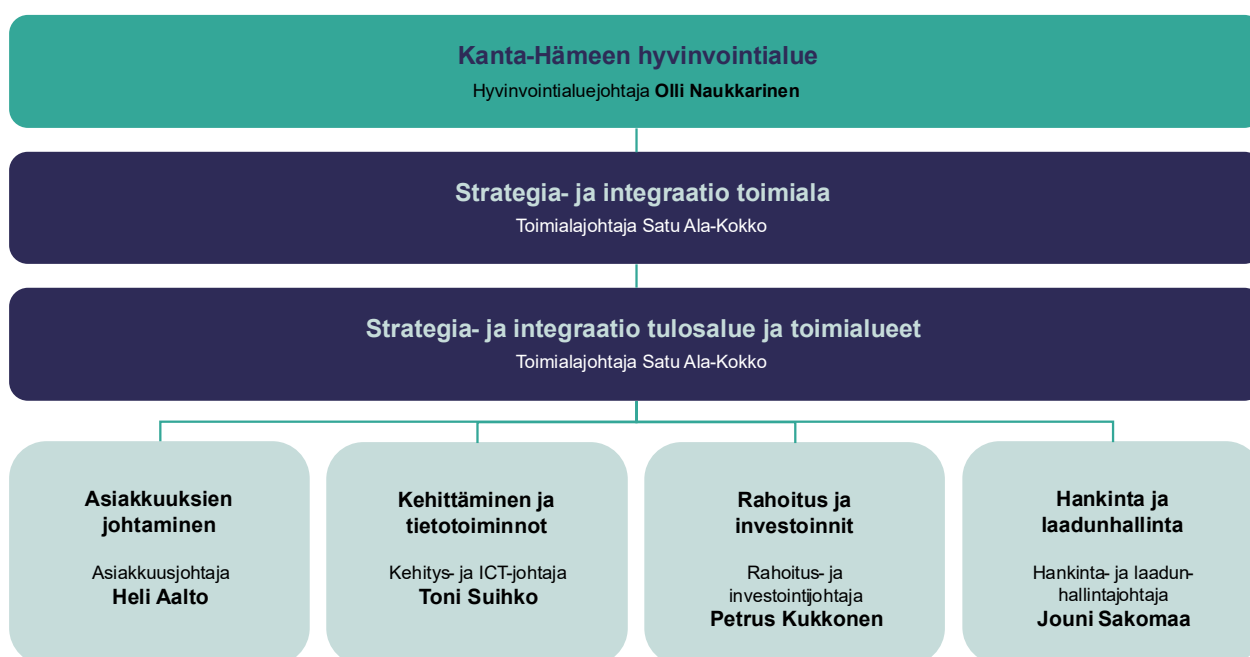 Kanta-Hämeen hyvinvointialue
Hyvinvointialuejohtaja Olli Naukkarinen
Strategia- ja integraatio toimiala
Toimialajohtaja Satu Ala-Kokko
Strategia- ja integraatio tulosalue ja toimialueet
Toimialajohtaja Satu Ala-Kokko
Asiakkuuksien
johtaminen
Asiakkuusjohtaja
Heli Aalto
Kehittäminen ja
tietotoiminnot
Kehitys- ja ICT-johtaja
Toni Suihko
Rahoitus ja
investoinnit
Rahoitus- ja
investointijohtaja
Petrus Kukkonen
Hankinta ja
laadunhallinta
Hankinta- ja laadun-
hallintajohtaja
Jouni Sakomaa